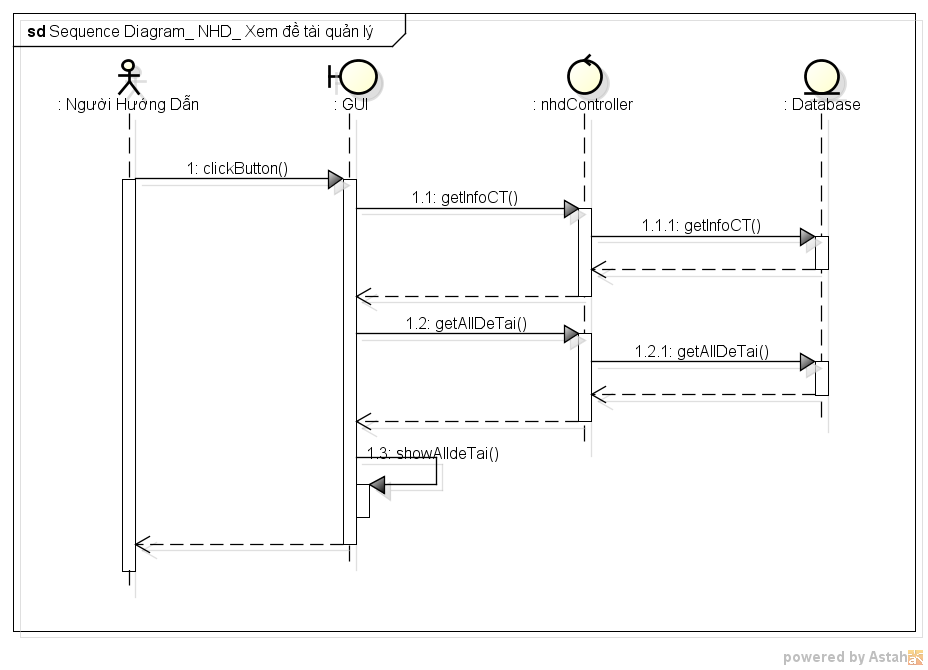 sd Sequence Diagram_ NHD_ Xem đề tài quản lý
: Người Hướng Dẫn
: GUI
: nhdController
: Database
1: clickButton()
1.1: getInfoCT()
1.1.1: getInfoCT()
1.2: getAllDeTai()
1.2.1: getAllDeTai()
1.3: showAlldeTai()
powered by Astah